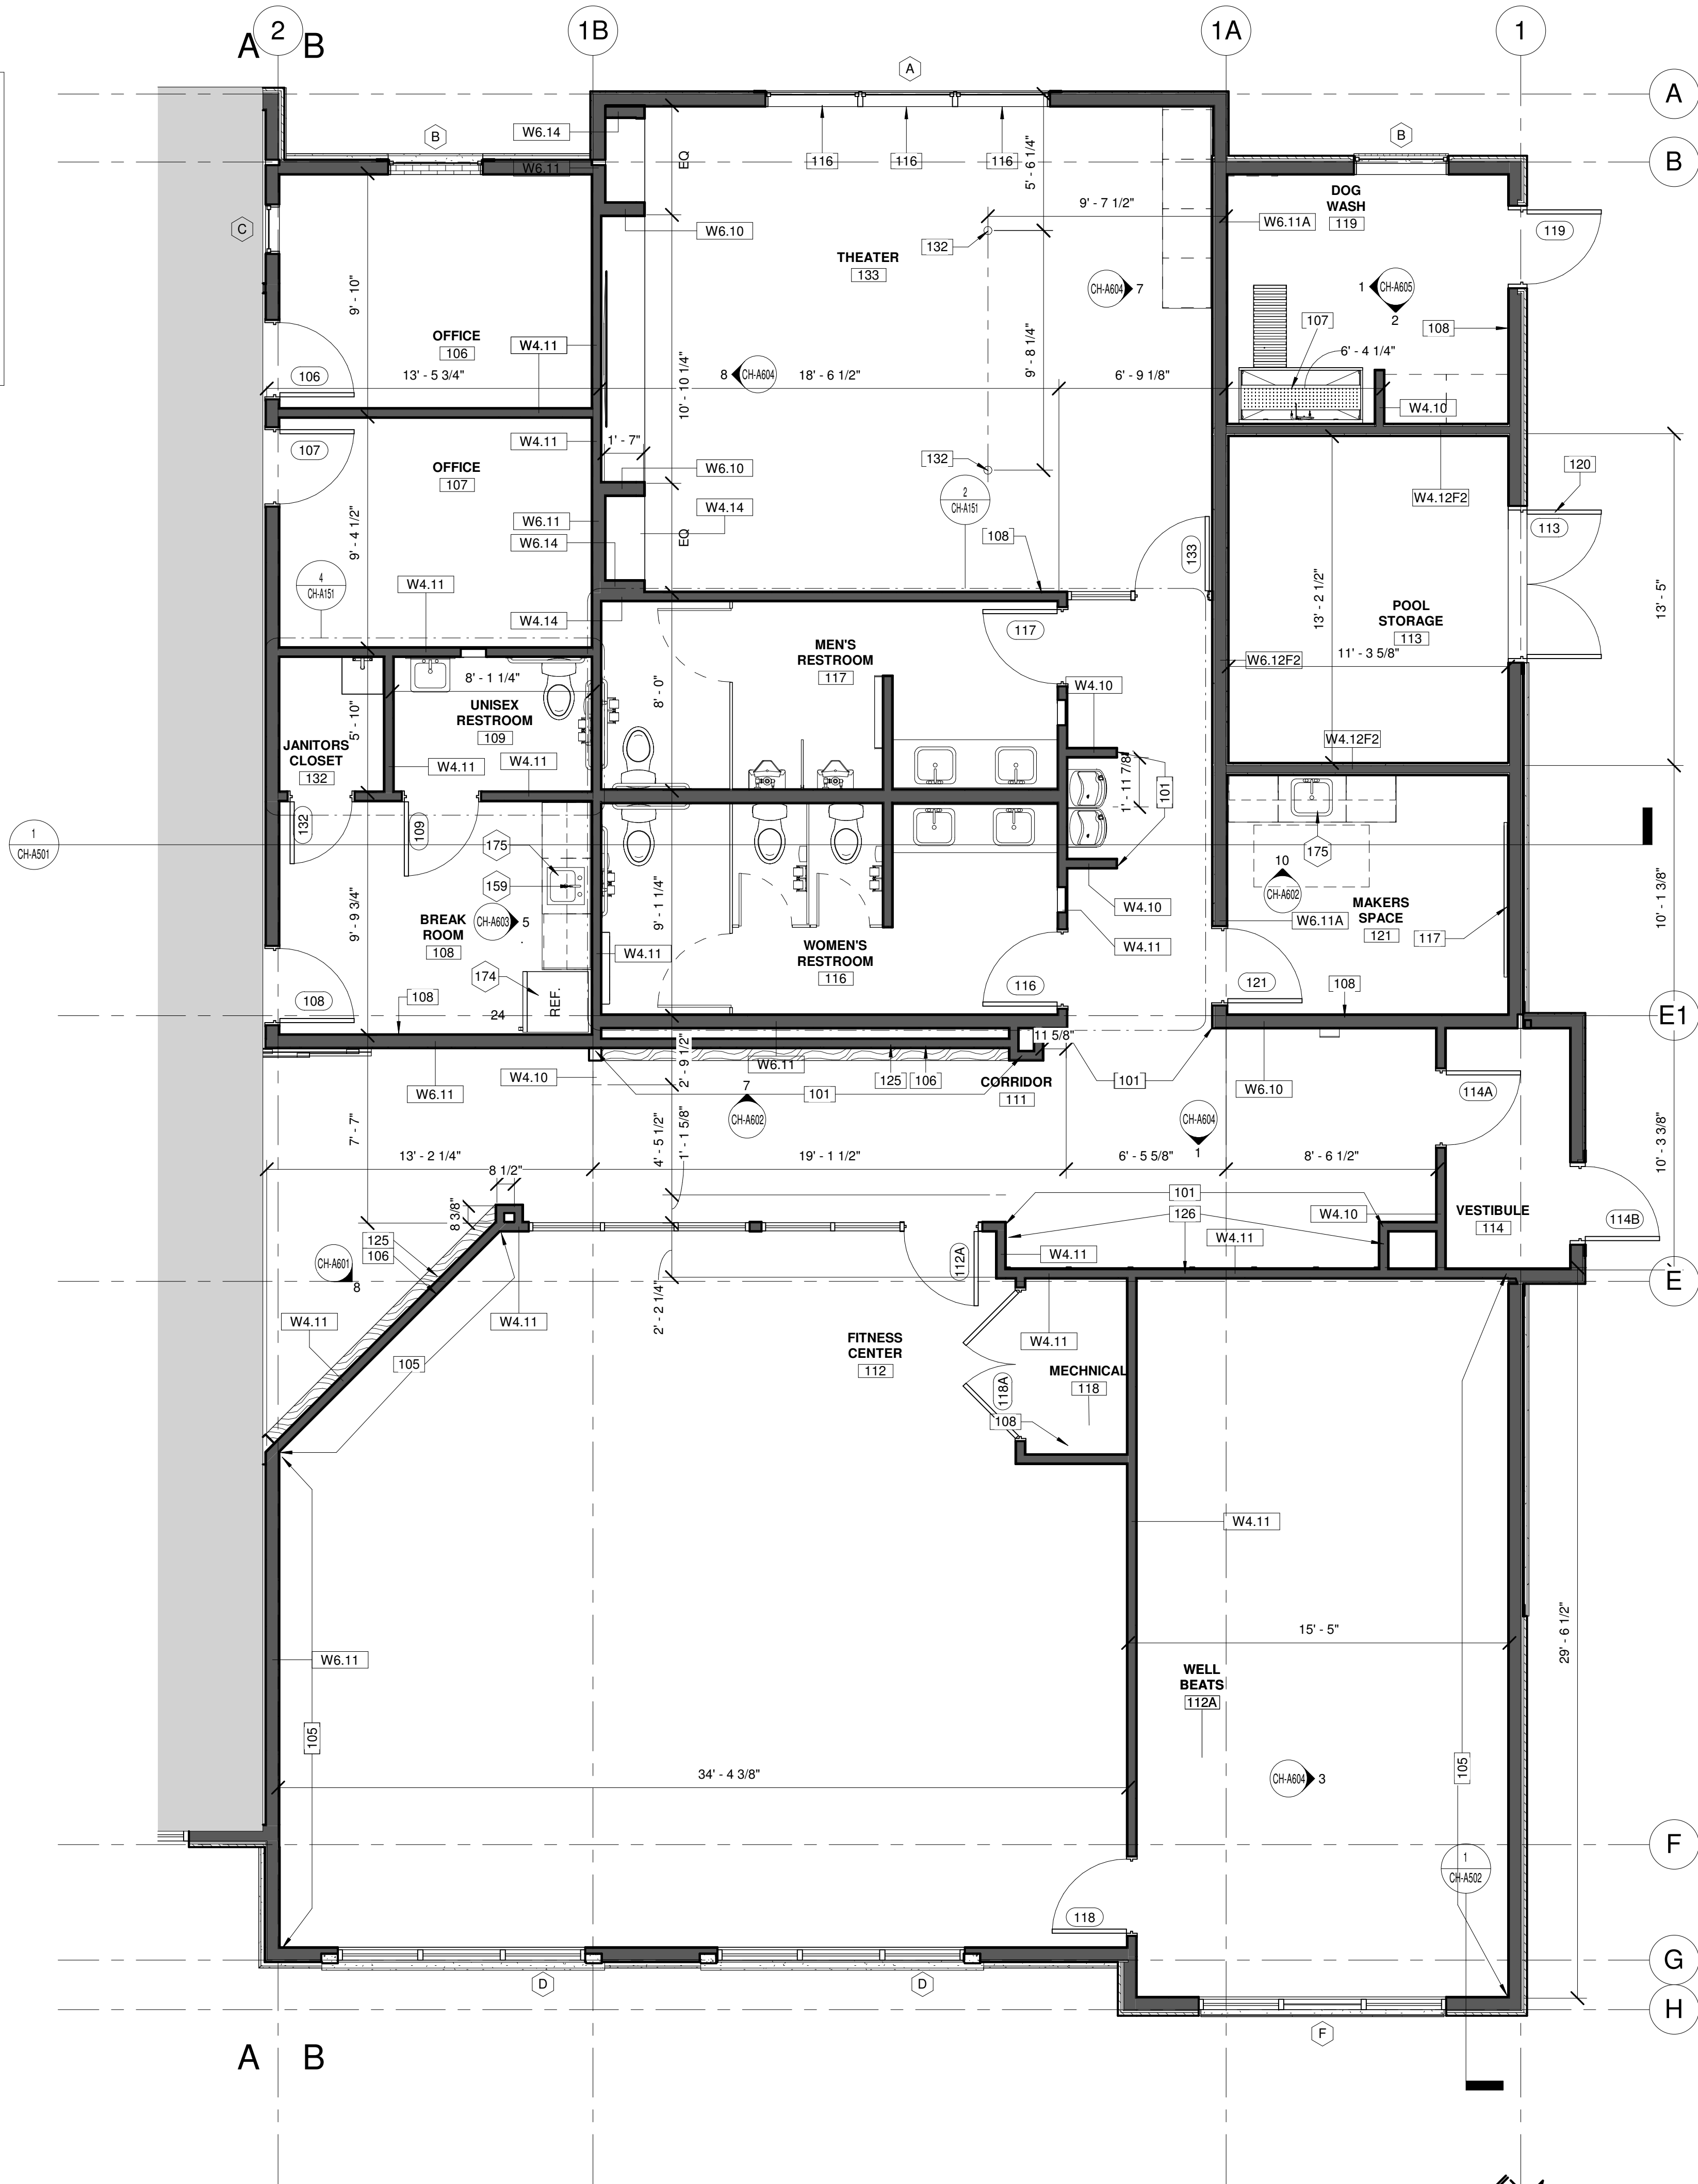 2
1B
1A
1
A B
A
A
B
B
B
C
W6.14
W6.11
EQ
116
116
116
5' - 6 1/4"
DOG
WASH
119
W6.11A
119
9' - 7 1/2"
W6.10
132
THEATER
133
CH-A604
7
1
CH-A605
2
108
107
6' - 4 1/4"
9' - 10"
OFFICE
106
W4.11
106
13' - 5 3/4"
8
CH-A604
18' - 6 1/2"
9' - 8 1/4"
6' - 9 1/8"
10' - 10 1/4"
W4.10
107
W4.11
1' - 7"
OFFICE
107
W6.10
132
120
W4.12F2
113
9' - 4 1/2"
W6.11
W4.14
2
CH-A151
W6.14
EQ
108
133
4
CH-A151
W4.11
W4.14
13' - 2 1/2"
13' - 5"
POOL
STORAGE
113
117
MEN'S
RESTROOM
117
W6.12F2
11' - 3 5/8"
8' - 1 1/4"
8' - 0"
W4.10
5' - 10"
UNISEX
RESTROOM
109
JANITORS
CLOSET
132
W4.11
W4.11
W4.12F2
1' - 11 7/8"
101
132
109
1
CH-A501
175
159
175
10
CH-A602
9' - 9 3/4"
BREAK
ROOM
108
CH-A603
5
9' - 1 1/4"
W4.10
W6.11A
MAKERS
SPACE
121
10' - 1 3/8"
117
W4.11
WOMEN'S
RESTROOM
116
W4.11
174
REF.
24
108
108
116
121
108
E1
11 5/8"
2' - 9 1/2"
W6.11
W4.10
W6.11
125
106
CORRIDOR
111
101
101
W6.10
114A
7
CH-A602
CH-A604
1
7' - 7"
4' - 5 1/2"
1' - 1 5/8"
13' - 2 1/4"
19' - 1 1/2"
6' - 5 5/8"
8' - 6 1/2"
10' - 3 3/8"
8 1/2"
8 3/8"
101
126
W4.10
VESTIBULE
114
114B
125
106
CH-A601
8
112A
W4.11
W4.11
E
W4.11
W4.11
2' - 2 1/4"
FITNESS
CENTER
112
W4.11
105
MECHNICAL
118
118A
108
W4.11
W6.11
15' - 5"
29' - 6 1/2"
WELL
BEATS
112A
105
34' - 4 3/8"
CH-A604
3
105
F
1
CH-A502
118
G
D
D
H
F
A B